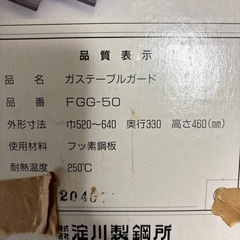 品質表示
品名 ガステーブルガード
品番 FGG-50
外形寸法 巾520~640 奥行330 高さ460(mm)
使用材料 フッ素鋼板
耐熱温度 250℃
株式会社 淀川製鋼所